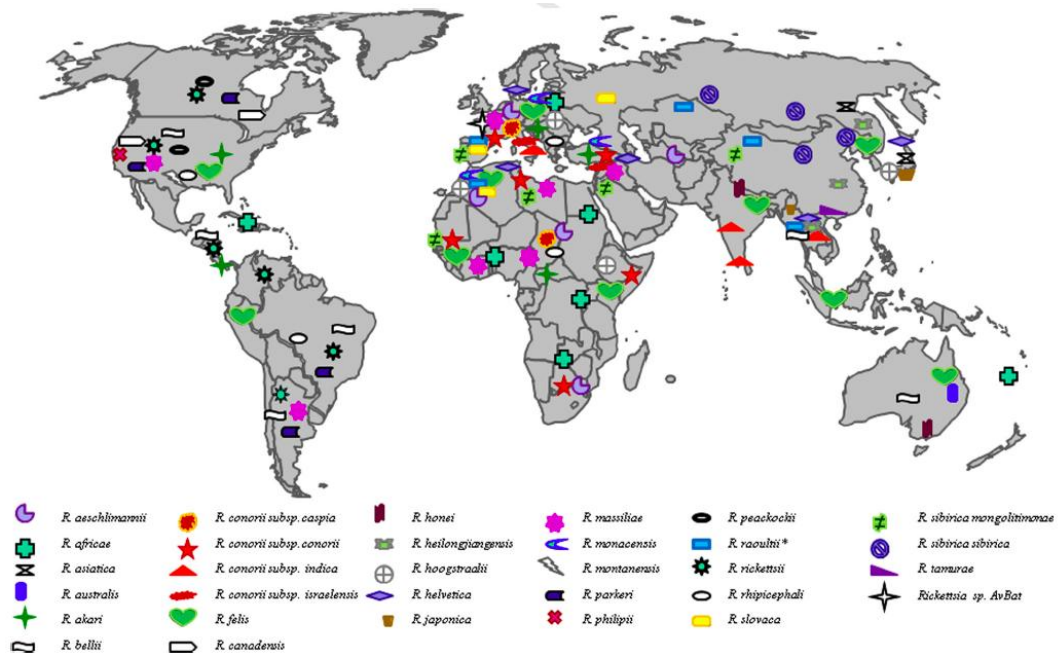 R. aeschlimannii
R. africae
R. asiatica
R. australis
R. akari
R. bellii
R. conorii subsp. caspia
R. conorii subsp. conorii
R. conorii subsp. indica
R. conorii subsp. israelensis
R. felis
R. canadensis
R. honei
R. heilongjiangensis
R. hoogstraalii
R. helvetica
R. japonica
R. massiliae
R. monacensis
R. montanensis
R. parkeri
R. philipii
R. peackockii
R. raoultii *
R. rickettsii
R. rhipicephali
R. slovaca
R. sibirica mongolitimonae
R. sibirica sibirica
R. tamurae
Rickettsia sp. AvBat